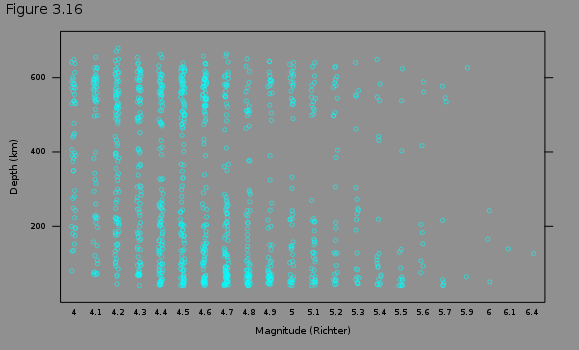 Figure 3.16
600
400
200
Depth (km)
4 4.1 4.2 4.3 4.4 4.5 4.6 4.7 4.8 4.9 5 5.1 5.2 5.3 5.4 5.5 5.6 5.7 5.9 6 6.1 6.4
Magnitude (Richter)